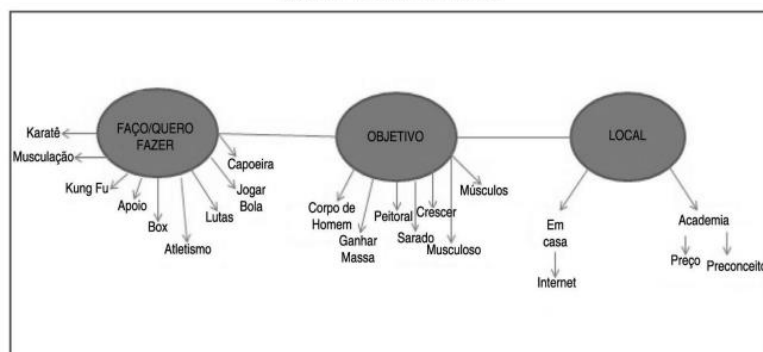 FAÇO/QUERO
FAZER
OBJETIVO
LOCAL
Karatê
Musculação
Kung Fu
Apoio
Box
Atletismo
Lutas
Jogar
Bola
Capoeira
Corpo de
Homem
Ganhar
Massa
Peitoral
Sarado
Crescer
Musculoso
Músculos
Em
casa
Internet
Academia
Preço
Preconceito